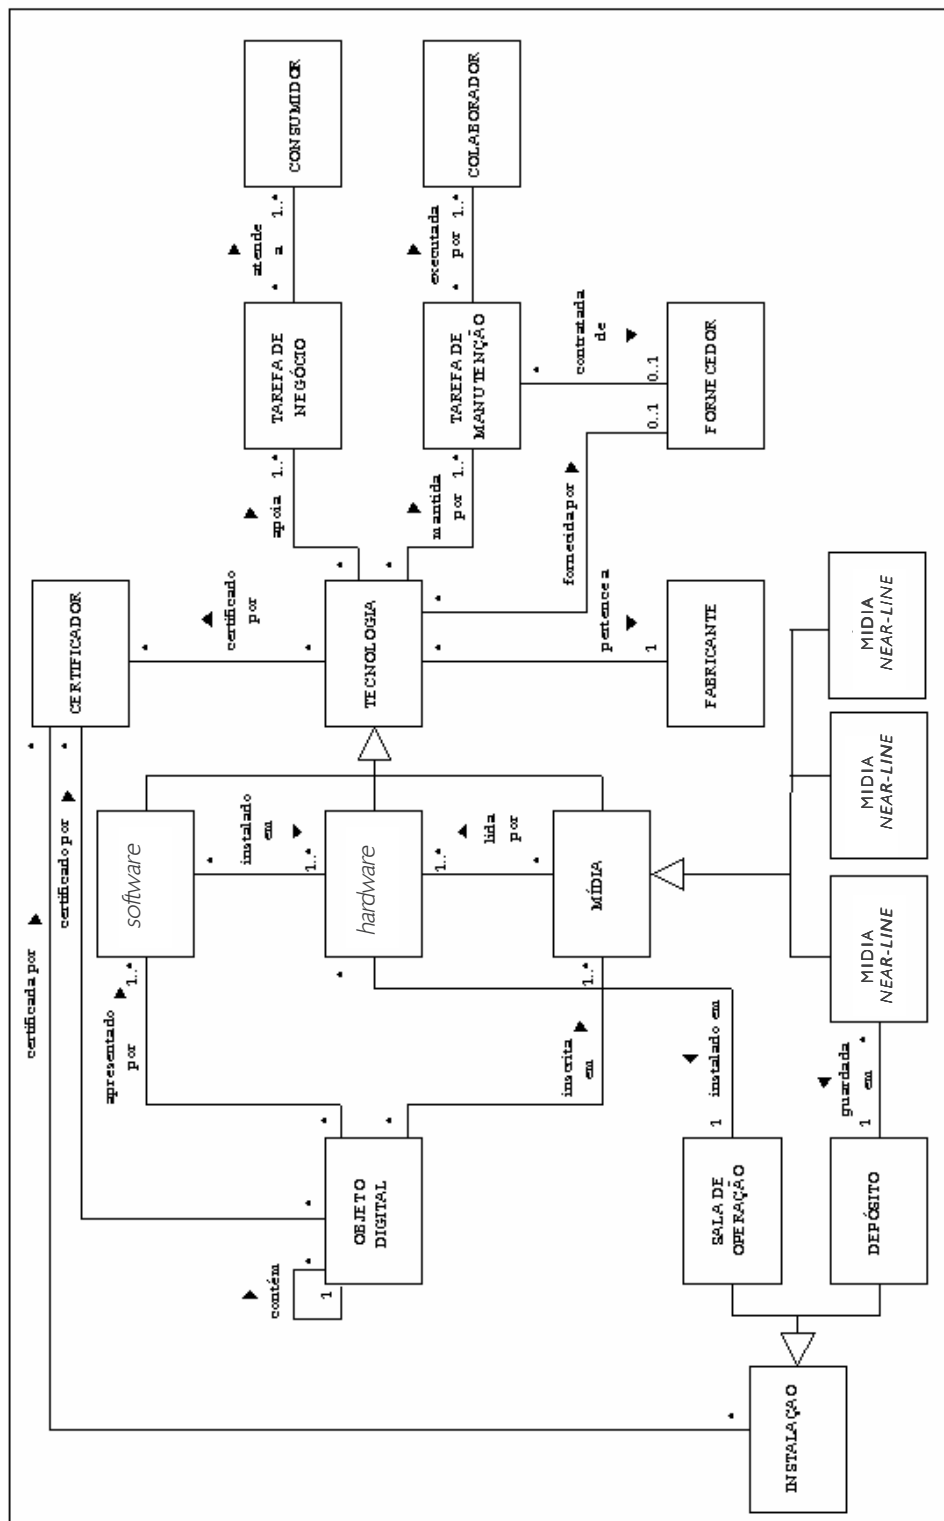 certificada por
*
*
certificado por
*
*
CERTIFICADOR
apresentado
por
1..*
*
software
certificado
por
*
*
instalado
em
*
1..*
atende
a
*
1..*
CONSUMIDOR
apoia
1..*
*
TAREFA DE
NEGÓCIO
contém
1
*
*
OBJETO
DIGITAL
hardware
*
TECNOLOGIA
mantida
por
1..*
*
executada
por
*
1..*
COLABORADOR
TAREFA DE
MANUTENÇÃO
lida
por
1..*
*
inscrita
em
*
1..*
MÍDIA
fornecida por
*
0..1
contratada
de
*
0..1
FORNECEDOR
pertence a
*
1
FABRICANTE
instalado em
1
SALA DE
OPERAÇÃO
*
INSTALAÇAO
guardada
em
1
*
DEPÓSITO
MIDIA
NEAR-LINE
MIDIA
NEAR-LINE
MIDIA
NEAR-LINE